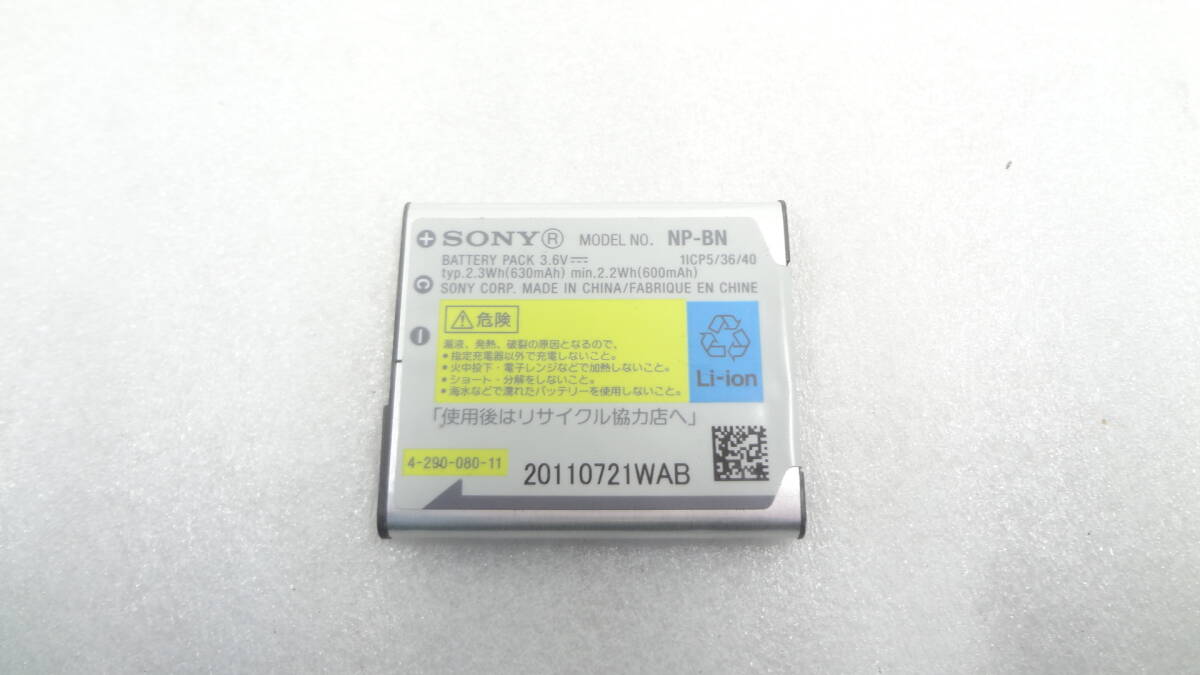 + SONY® MODEL NO. NP-BN
BATTERY PACK 3.6V 1ICP5/36/40
typ.2.3Wh(630mAh) min.2.2Wh(600mAh)
C SONY CORP. MADE IN CHINA/FABRIQUE EN CHINE
危険
漏液、発熱、破裂の原因となるので、
•指定充電器以外で充電しないこと。
•火中投下・電子レンジなどで加熱しないこと。
•ショート・分解をしないこと。
•海水などで濡れたバッテリーを使用しないこと。
Li-ion
「使用後はリサイクル協力店へ」
4-290-080-11
20110721WAB